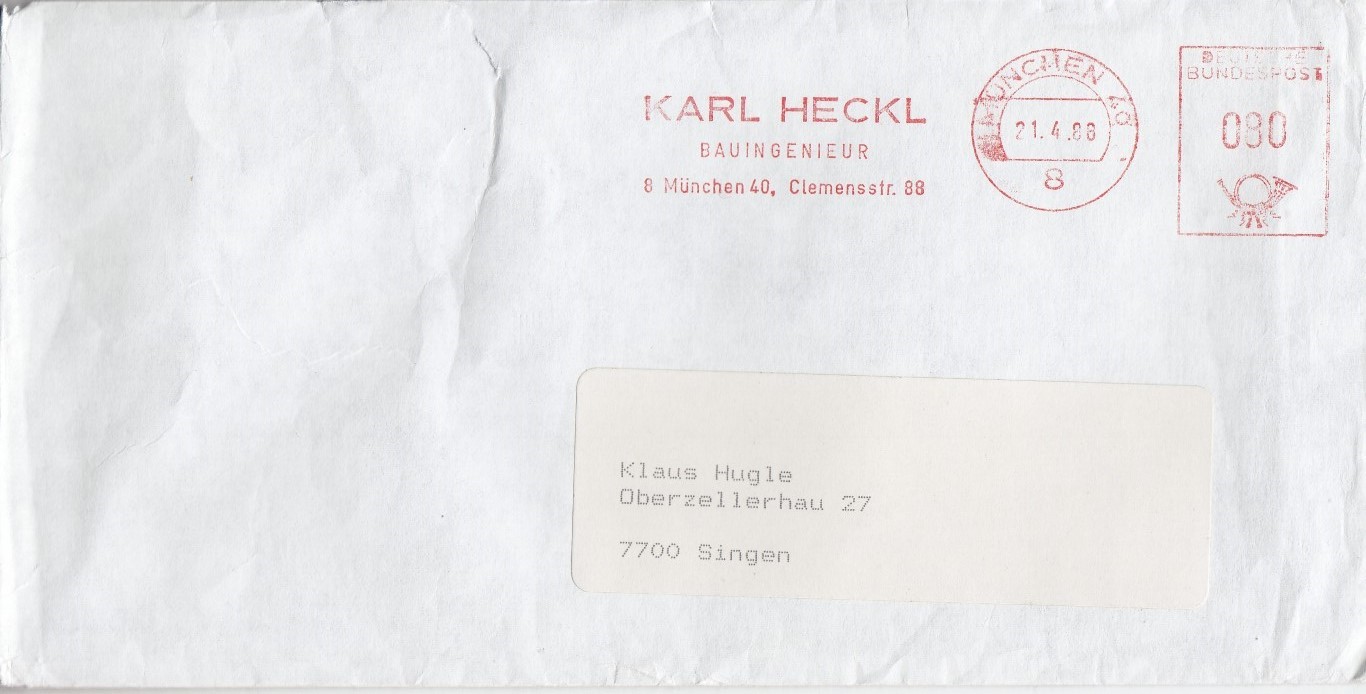 KARL HECKL
BAUINGENIEUR
8 München 40, Clemensstr. 88
MÜNCHEN 40
21.4.88
8
DEUTSCHE
BUNDESPOST
080
Klaus Hugle
Oberzellerhau 27
7700 Singen